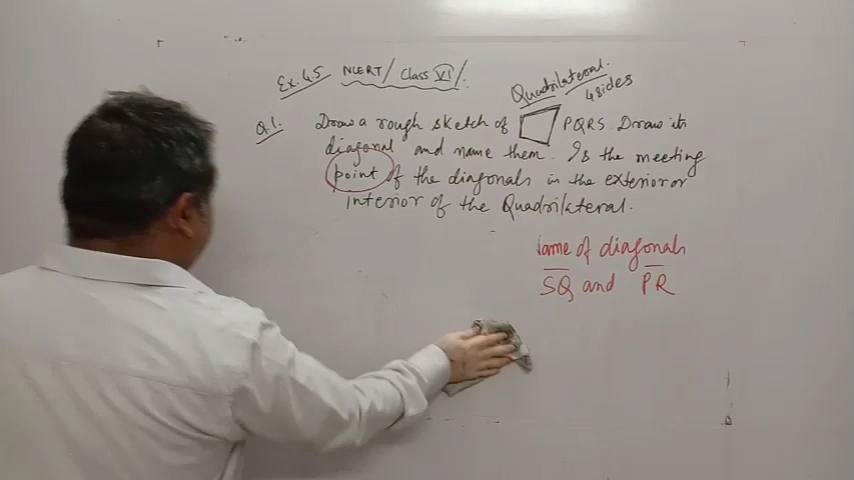 Ex. 4.5 NCERT/ Class VI/.
Quadrilateral.
4 sides
Q1. Draw a rough sketch of PQRS. Draw its
diagonal and name them. Is the meeting
point of the diagonals in the exterior or
interior of the Quadrilateral.
name of diagonals
SQ and PR